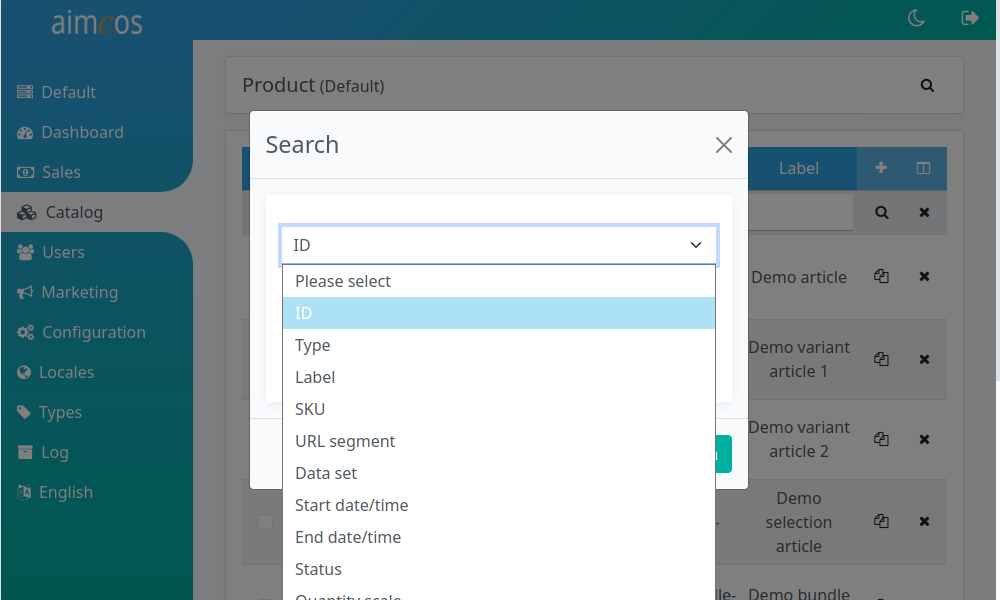 aimeos
Default
Dashboard
Sales
Catalog
Users
Marketing
Configuration
Locales
Types
Log
English
Product (Default)
Search
ID
Please select
ID
Type
Label
SKU
URL segment
Data set
Start date/time
End date/time
Status
Quantity scale
Label
Demo article
Demo variant
article 1
Demo variant
article 2
Demo
selection
article
Demo bundle